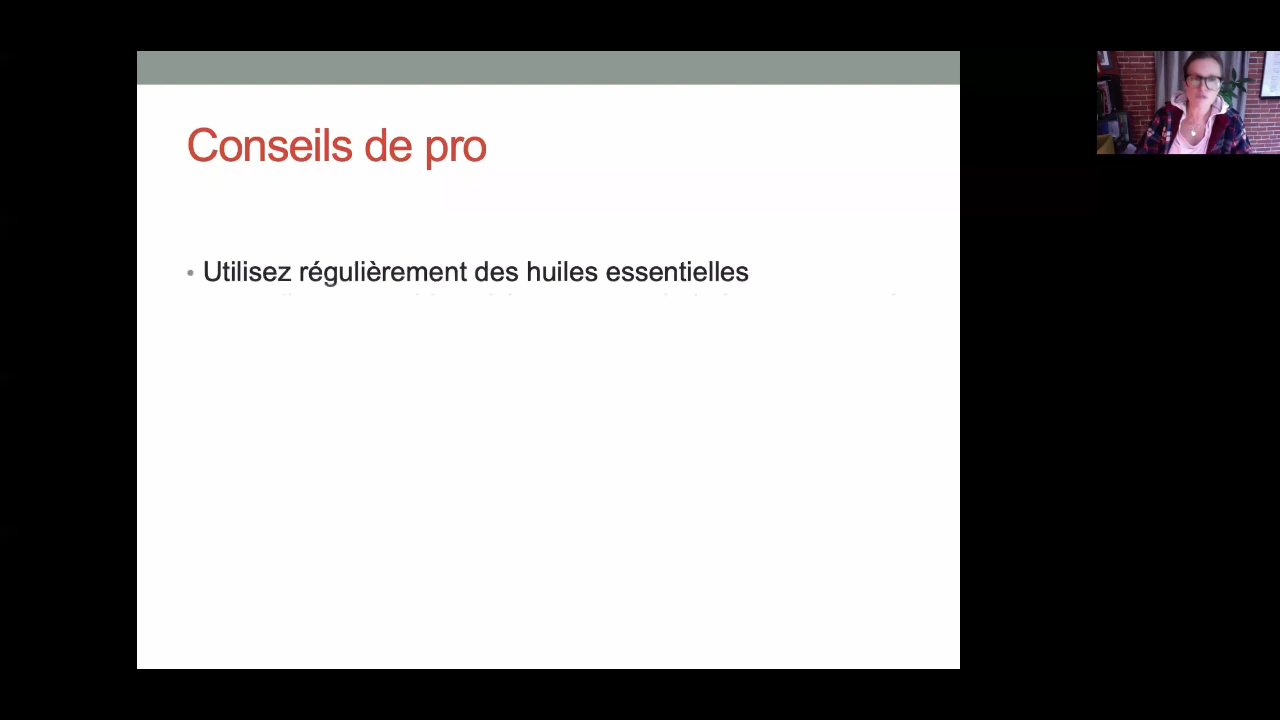 Conseils de pro
• Utilisez régulièrement des huiles essentielles